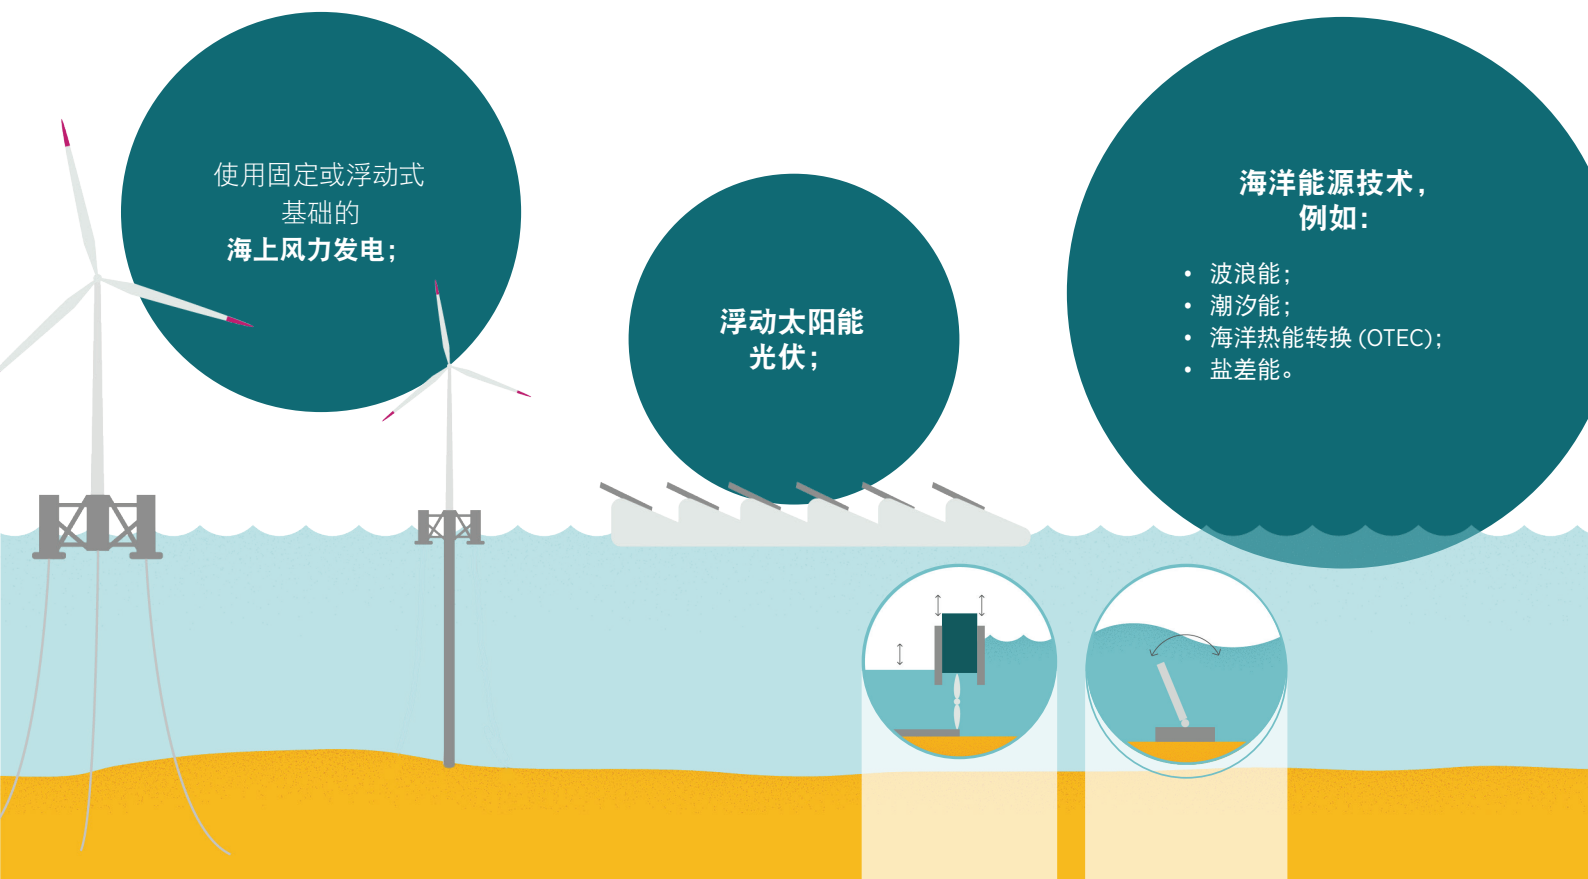 使用固定或浮动式
基础的
海上风力发电；
浮动太阳能
光伏；
海洋能源技术，
例如：
• 波浪能；
• 潮汐能；
• 海洋热能转换 (OTEC)；
• 盐差能。